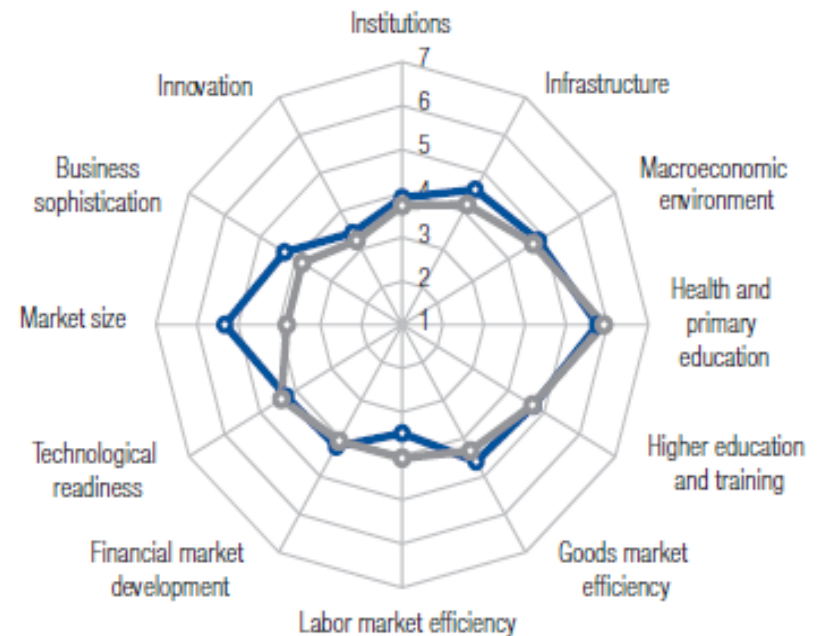 Institutions
7
6
5
4
3
2
1
Infrastructure
Macroeconomic
environment
Health and
primary
education
Higher education
and training
Goods market
efficiency
Labor market efficiency
Financial market
development
Technological
readiness
Market size
Business
sophistication
Innovation